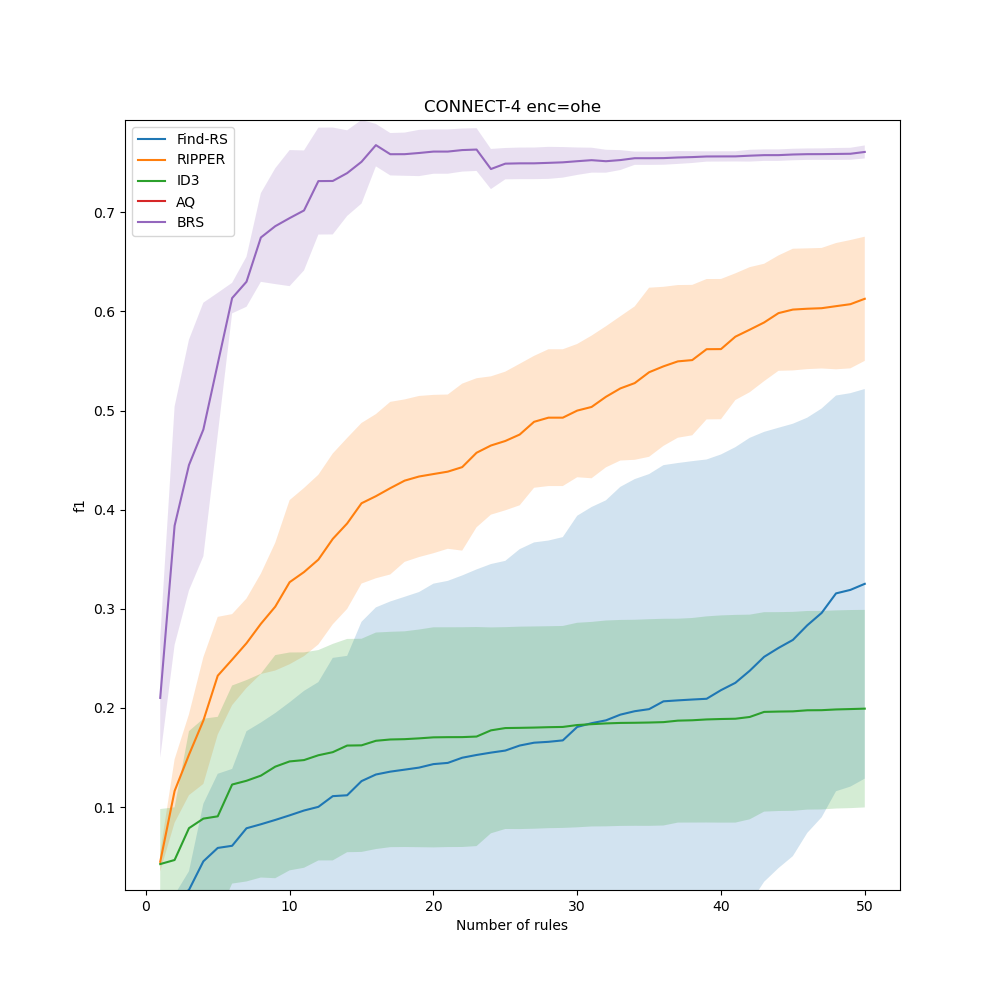 CONNECT-4 enc=ohe
Find-RS
RIPPER
ID3
AQ
BRS
0.7
0.6
0.5
0.4
0.3
0.2
0.1
f1
0 10 20 30 40 50
Number of rules